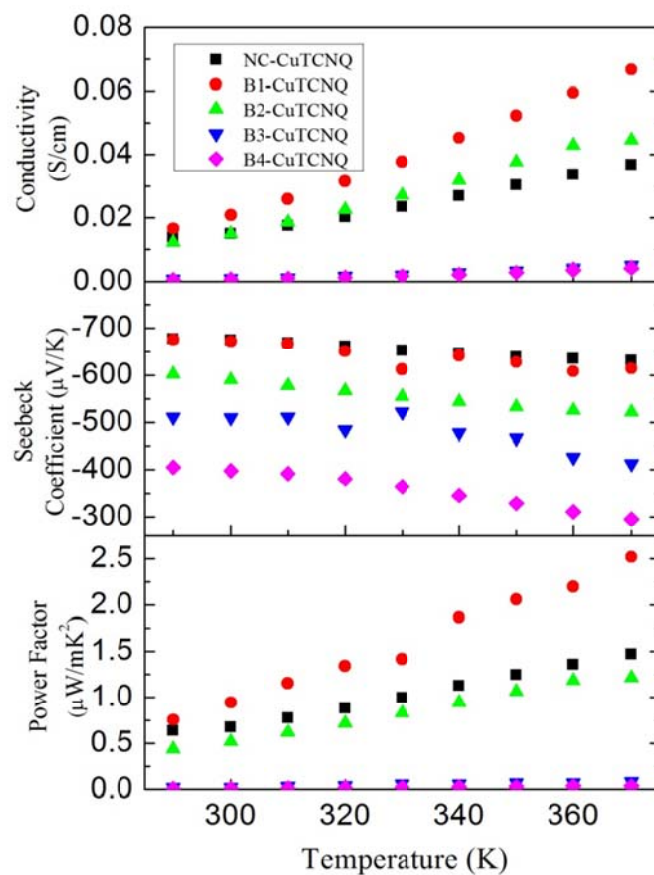 0.08
0.06
0.04
0.02
0.00
Conductivity
(S/cm)
NC-CuTCNQ
B1-CuTCNQ
B2-CuTCNQ
B3-CuTCNQ
B4-CuTCNQ
-700
-600
-500
-400
-300
Seebeck
Coefficient (μV/K)
2.5
2.0
1.5
1.0
0.5
0.0
Power Factor
(μW/mK²)
300
320
340
360
Temperature (K)